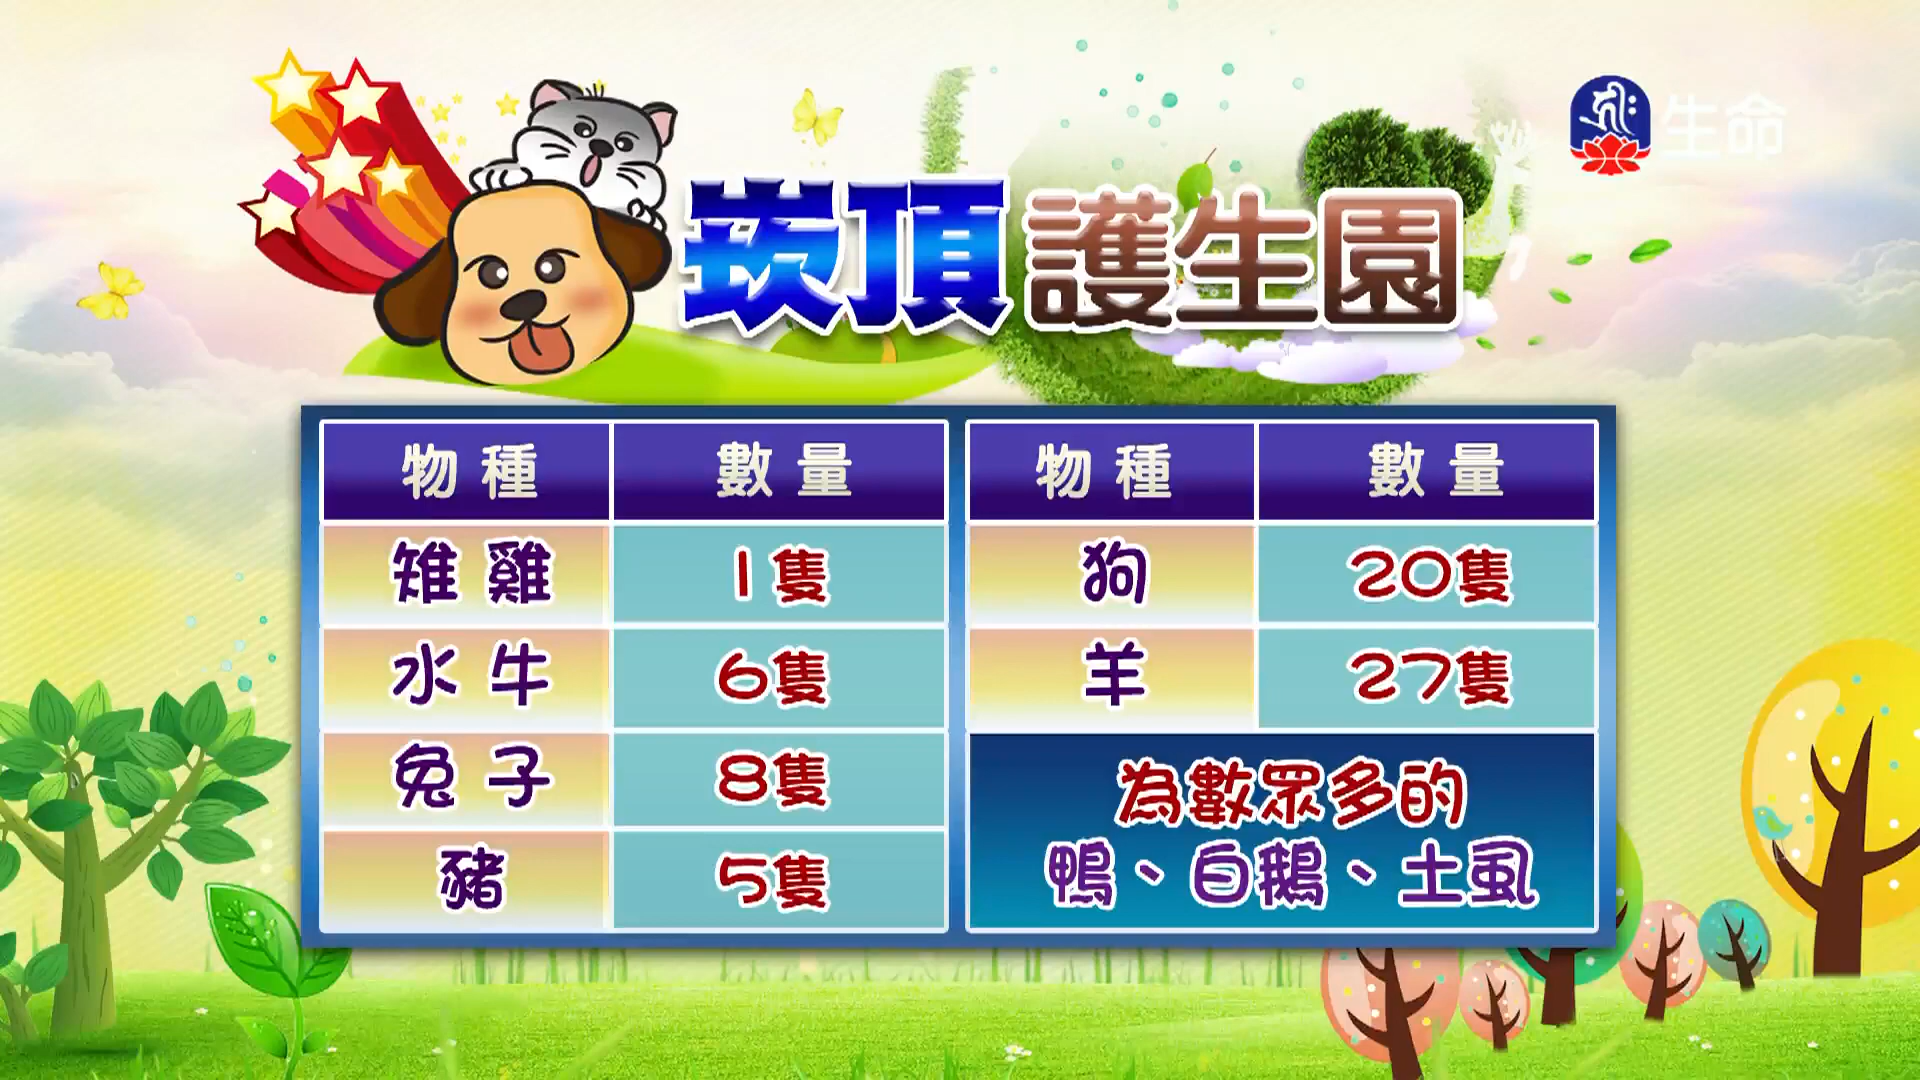 生命
崁頂護生園
物種 數量 物種 數量
雉雞 1隻 狗 20隻
水牛 6隻 羊 27隻
兔子 8隻
為數眾多的
豬 5隻
鴨、白鵝、土虱